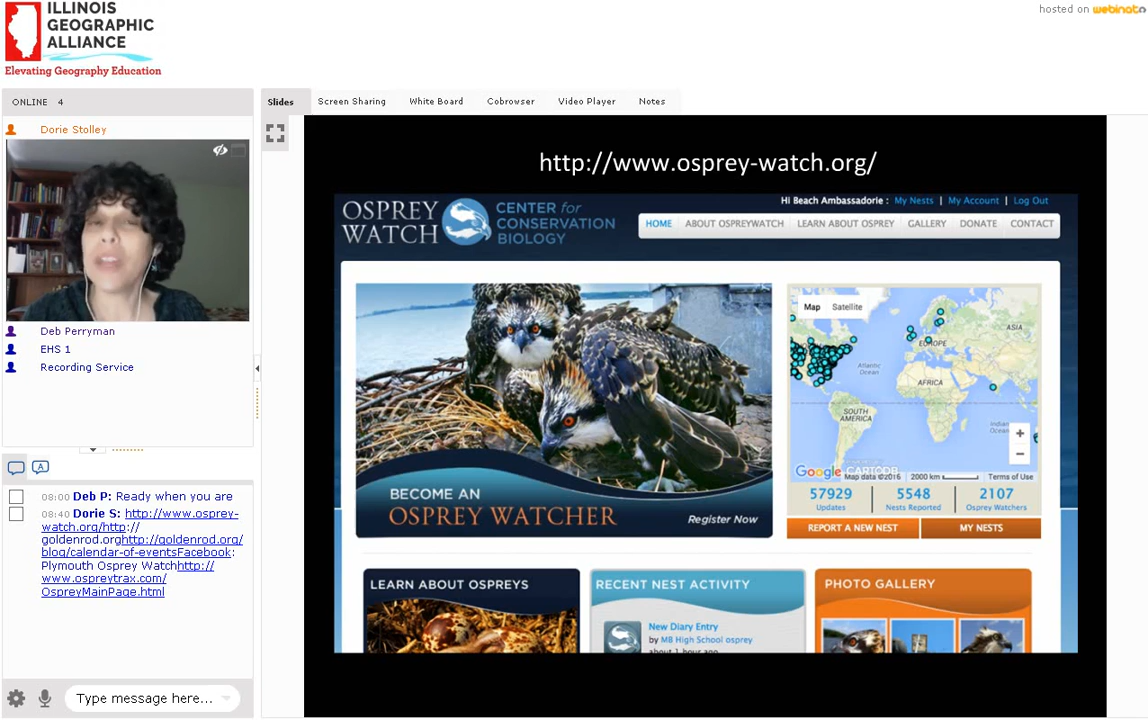 ILLINOIS
GEOGRAPHIC
ALLIANCE
Elevating Geography Education
hosted on webinato
ONLINE 4
Dorie Stolley
Deb Perryman
EHS 1
Recording Service
08:00 Deb P: Ready when you are
08:40 Dorie S: http://www.osprey-
watch.org/http://
goldenrod.orghttp://goldenrod.org/
blog/calendar-of-eventsFacebook:
Plymouth Osprey Watchhttp://
www.ospreytrax.com/
OspreyMainPage.html
Type message here...
Slides Screen Sharing White Board Cobrowser Video Player Notes
http://www.osprey-watch.org/
Hi Beach Ambassadorie : My Nests | My Account | Log Out
OSPREY
WATCH
CENTER for
CONSERVATION
BIOLOGY
HOME ABOUT OSPREYWATCH LEARN ABOUT OSPREY GALLERY DONATE CONTACT
BECOME AN
OSPREY WATCHER
Register Now
Map Satellite
ASIA
EUROPE
Atlantic
Ocean
AFRICA
SOUTH
AMERICA
Indian
+
−
Google CARTODB
Map data ©2016 2000 km Terms of Use
57929 5548 2107
Updates Nests Reported Osprey Watchers
REPORT A NEW NEST MY NESTS
LEARN ABOUT OSPREYS
RECENT NEST ACTIVITY
New Diary Entry
by MB High School osprey
about 1 hour ago
PHOTO GALLERY